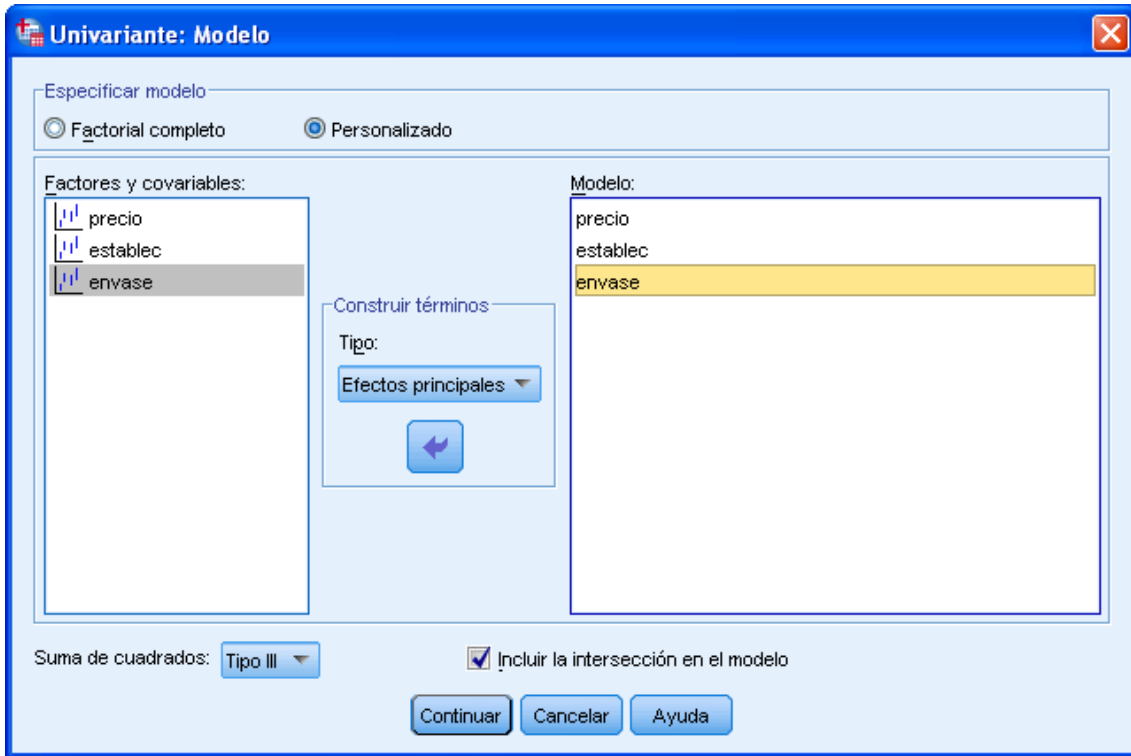 Univariante: Modelo
Especificar modelo
Factorial completo
Personalizado
Factores y covariables:
precio
establec
envase
Construir términos
Tipo:
Efectos principales
Modelo:
precio
establec
envase
Suma de cuadrados:
Tipo III
Incluir la intersección en el modelo
Continuar
Cancelar
Ayuda